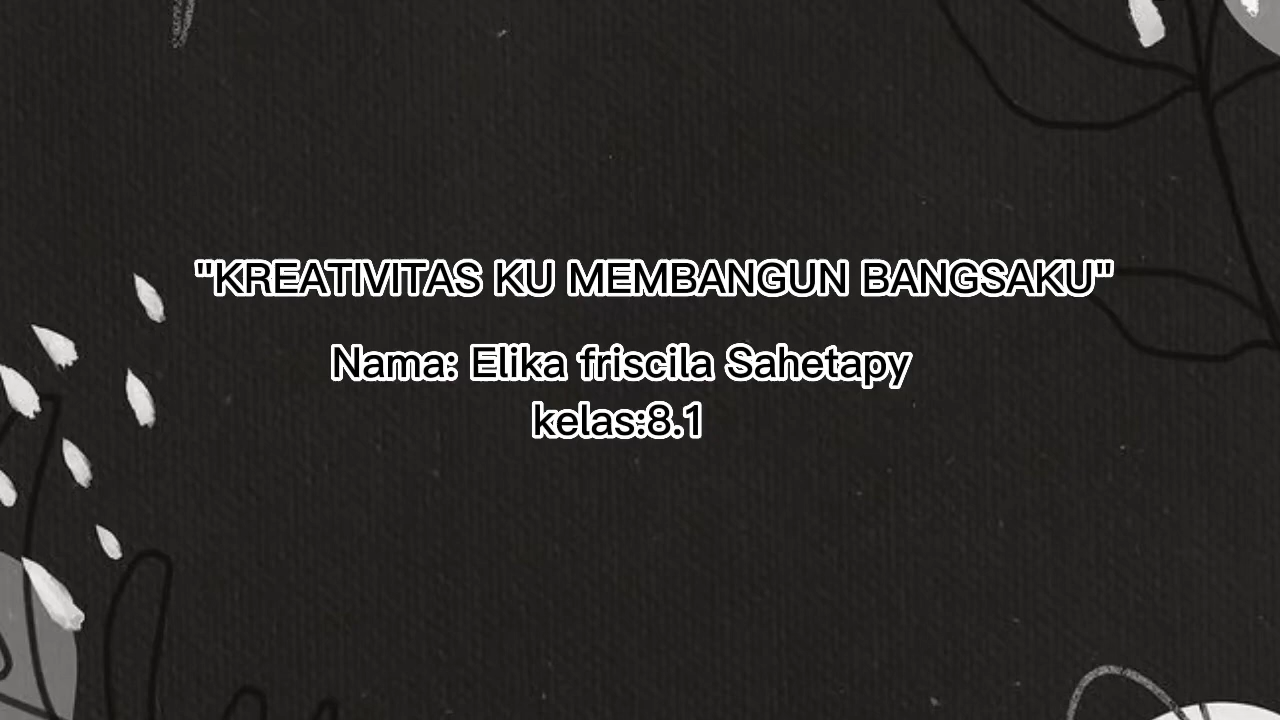 "KREATIVITAS KU MEMBANGUN BANGSAKU"
Nama: Elika friscila Sahetapy
kelas:8.1